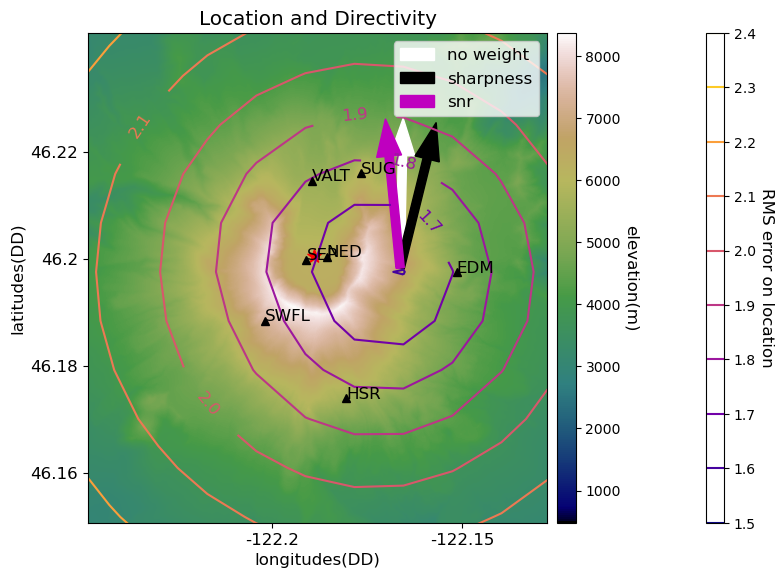 Location and Directivity
no weight
sharpness
snr
2.1
1.9
1.8
1.7
2.0
VALT
SUG
SEP
NED
EDM
SWFL
HSR
46.22
46.2
46.18
46.16
latitudes(DD)
-122.2
-122.15
longitudes(DD)
8000
7000
6000
5000
4000
3000
2000
1000
elevation(m)
2.4
2.3
2.2
2.1
2.0
1.9
1.8
1.7
1.6
1.5
RMS error on location